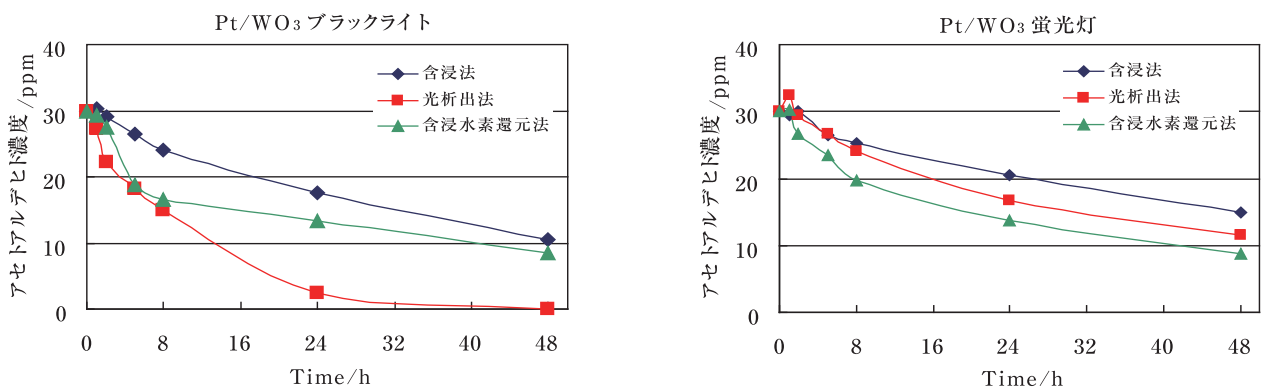 Pt/WO₃ ブラックライト
アセトアルデヒド濃度 /ppm
40
30
20
10
0
含浸法
光析出法
含浸水素還元法
0 8 16 24 32 40 48
Time/h
Pt/WO₃ 蛍光灯
アセトアルデヒド濃度 /ppm
40
30
20
10
0
含浸法
光析出法
含浸水素還元法
0 8 16 24 32 40 48
Time/h